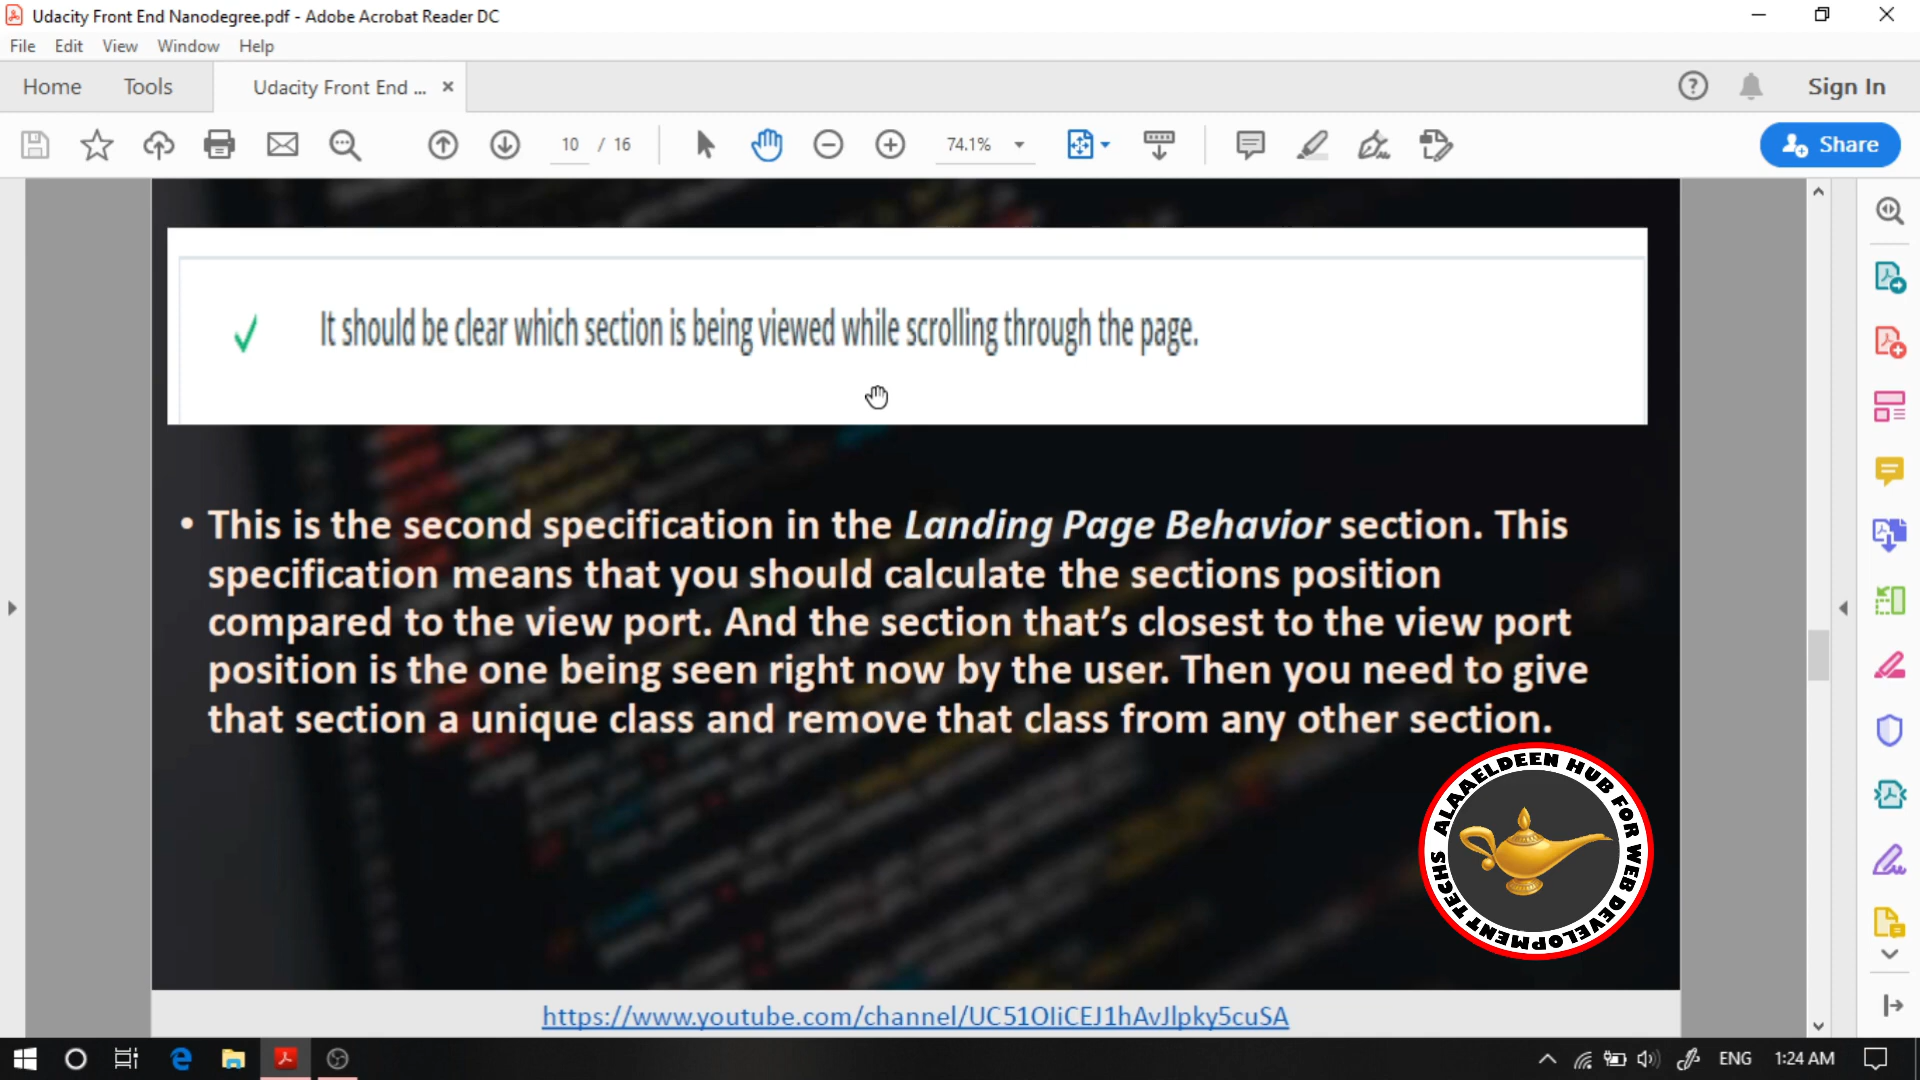 Udacity Front End Nanodegree.pdf - Adobe Acrobat Reader DC
File Edit View Window Help
Home Tools Udacity Front End ... × Sign In
10 / 16 74.1% Share
It should be clear which section is being viewed while scrolling through the page.
• This is the second specification in the Landing Page Behavior section. This
specification means that you should calculate the sections position
compared to the view port. And the section that’s closest to the view port
position is the one being seen right now by the user. Then you need to give
that section a unique class and remove that class from any other section.
ALAAELDEEN HUB FOR WEB DEVELOPMENT TECHS
https://www.youtube.com/channel/UC51OIiCEJ1hAvJlpky5cuSA
ENG 1:24 AM